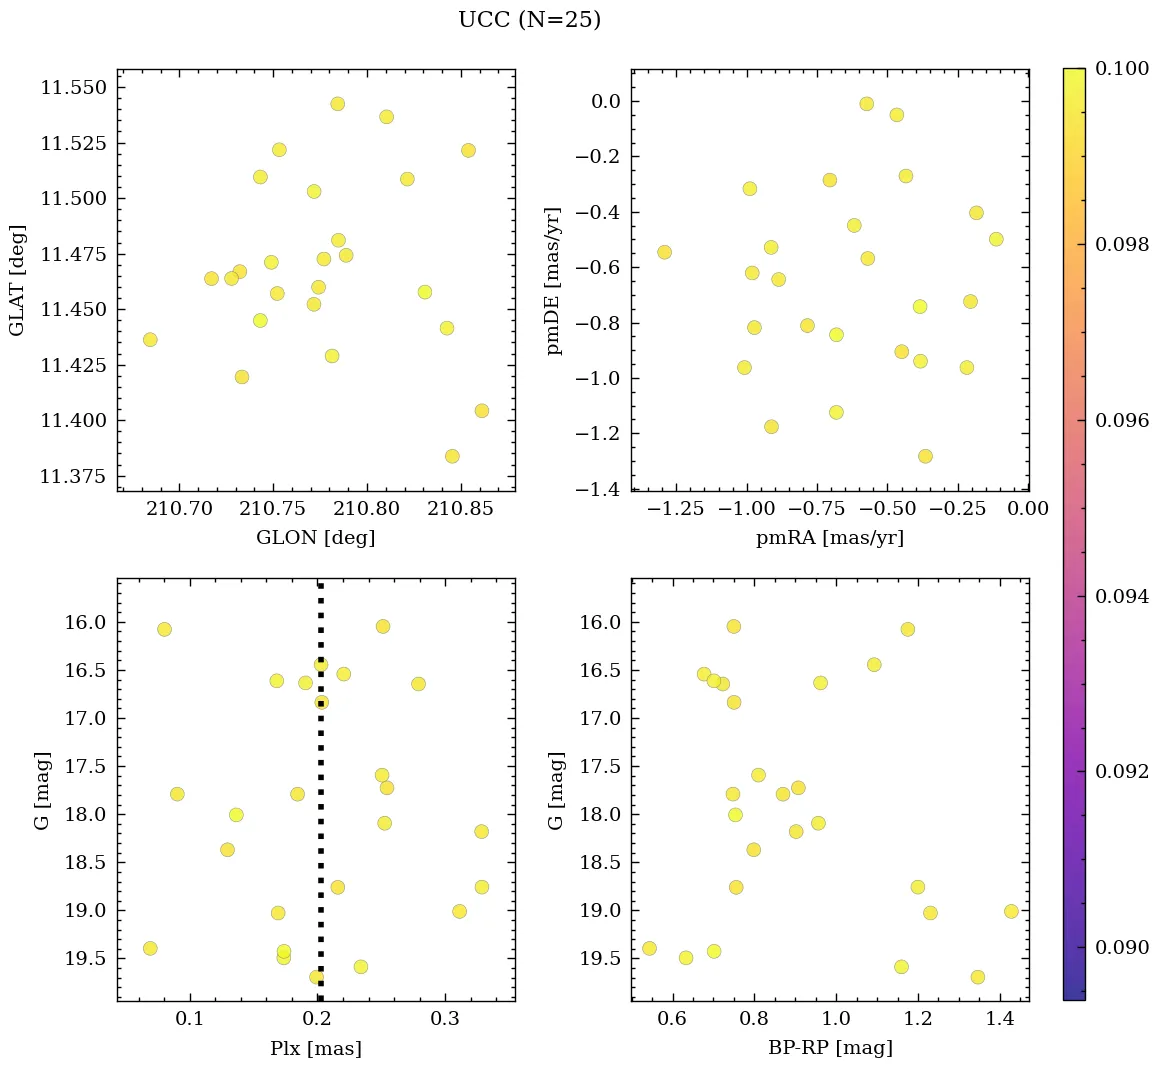 UCC (N=25)
11.550
11.525
11.500
11.475
11.450
11.425
11.400
11.375
GLAT [deg]
210.70 210.75 210.80 210.85
GLON [deg]
0.0
−0.2
−0.4
−0.6
−0.8
−1.0
−1.2
−1.4
pmDE [mas/yr]
−1.25 −1.00 −0.75 −0.50 −0.25 0.00
pmRA [mas/yr]
16.0
16.5
17.0
17.5
18.0
18.5
19.0
19.5
G [mag]
0.1 0.2 0.3
Plx [mas]
16.0
16.5
17.0
17.5
18.0
18.5
19.0
19.5
G [mag]
0.6 0.8 1.0 1.2 1.4
BP-RP [mag]
0.100
0.098
0.096
0.094
0.092
0.090